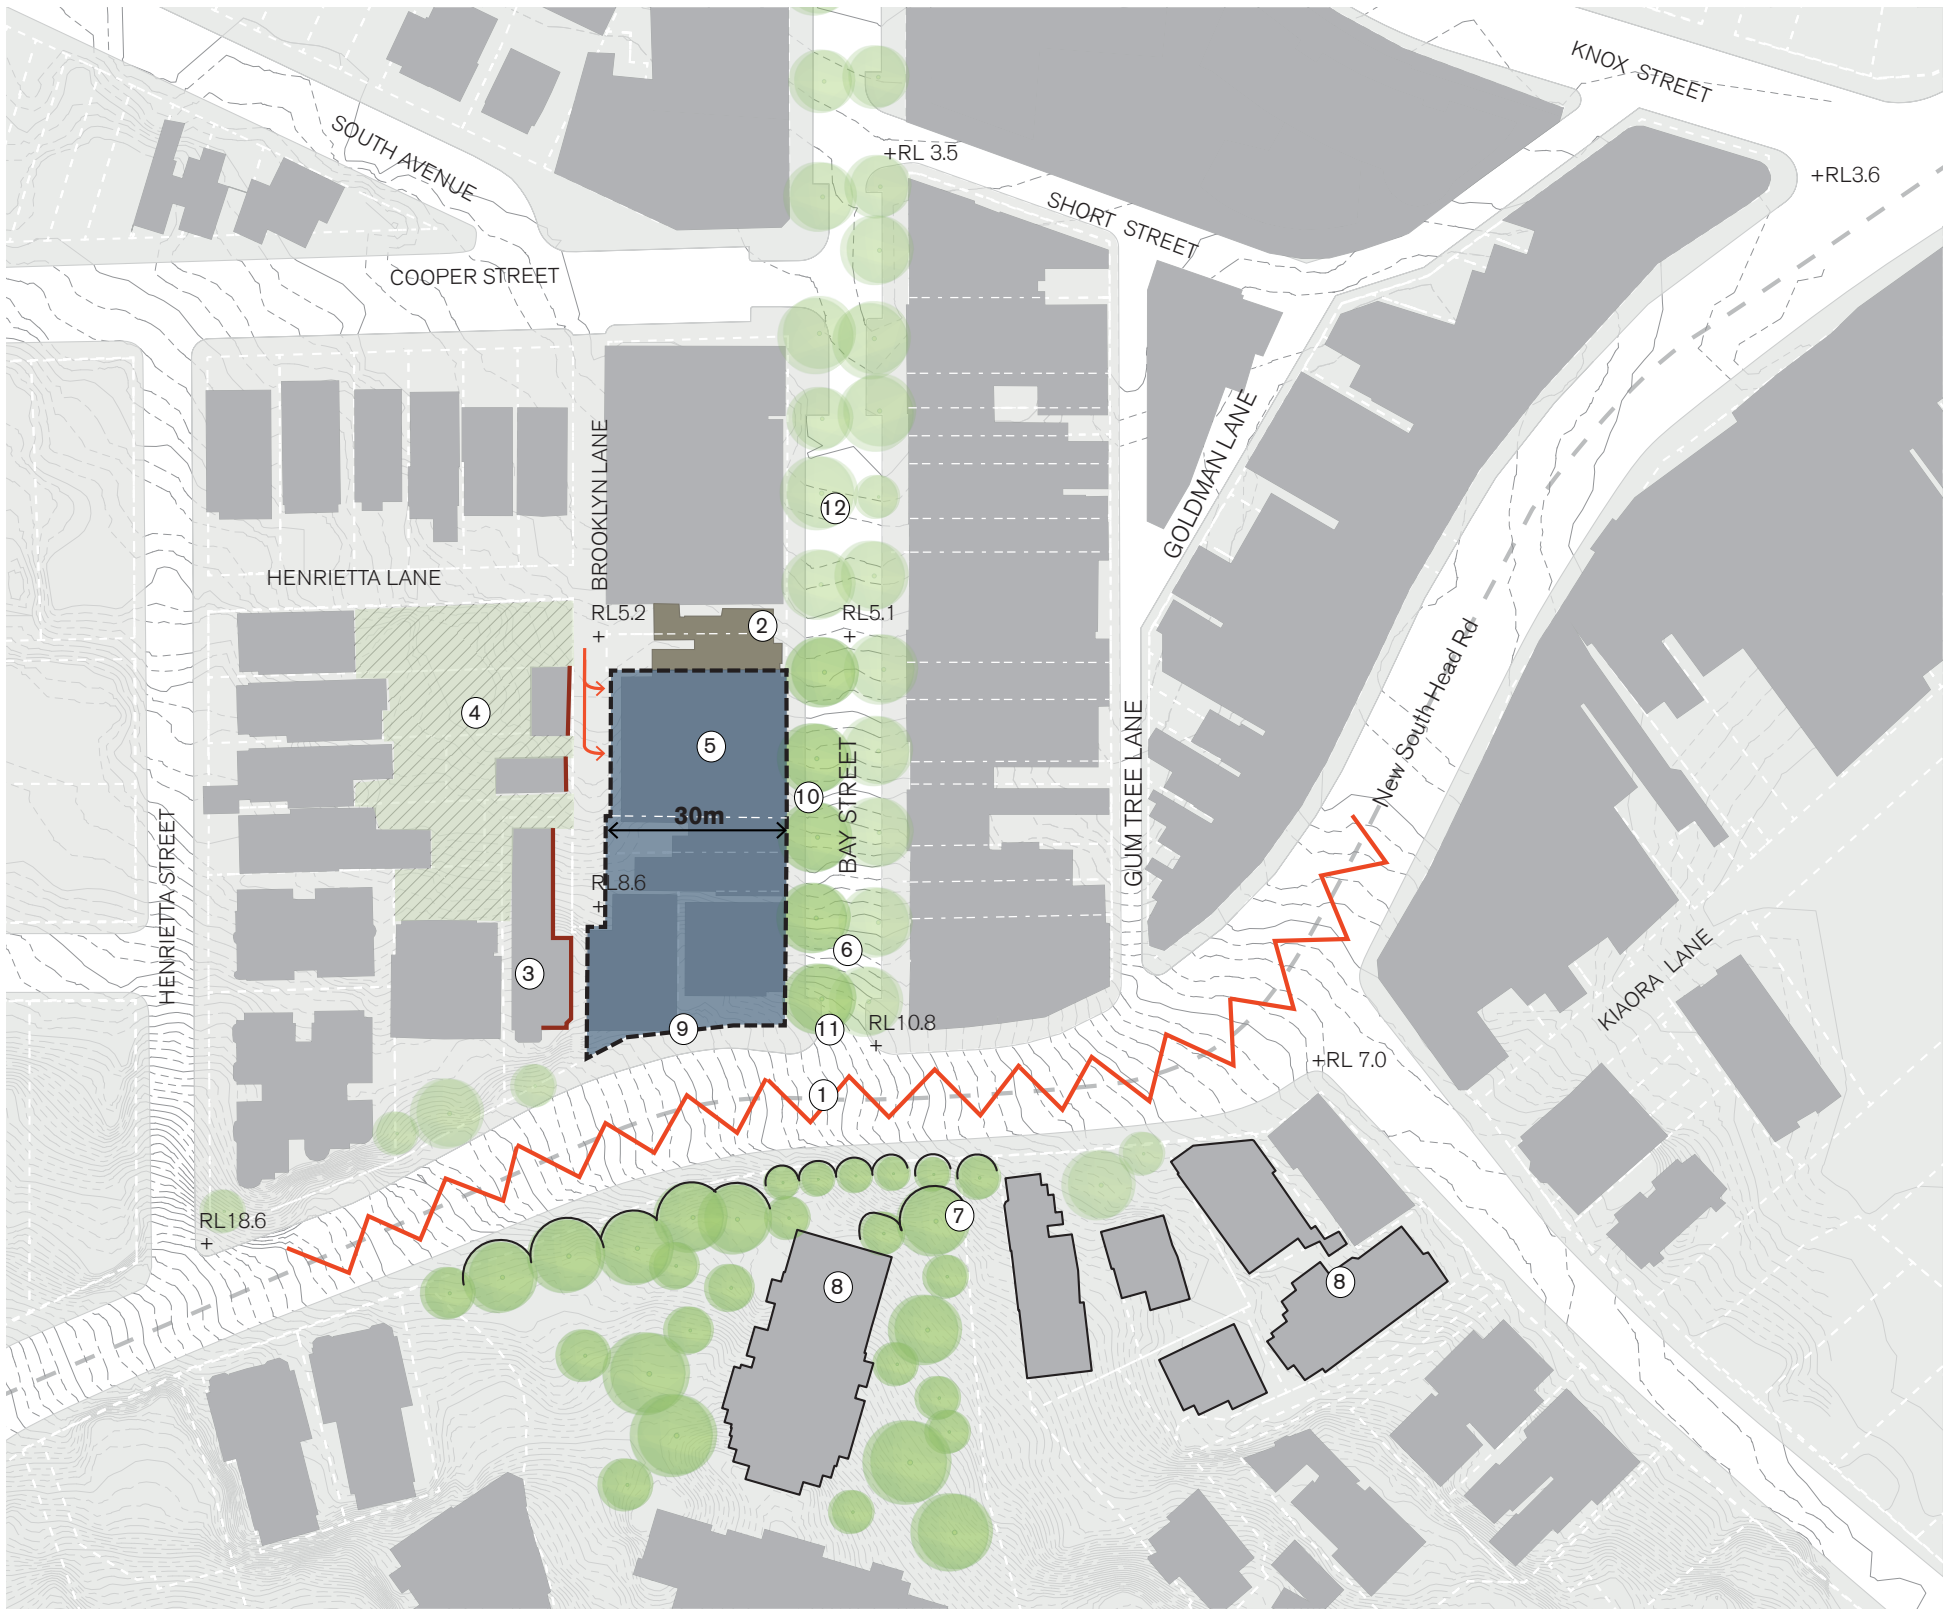 KNOX STREET
SOUTH AVENUE
+RL 3.5
+RL3.6
SHORT STREET
COOPER STREET
BROOKLYN LANE
GOLDMAN LANE
12
HENRIETTA LANE
RL5.2
+
2
RL5.1
+
4
5
New South Head Rd
10
BAY STREET
GUM TREE LANE
30m
HENRIETTA STREET
RL8.6
+
6
3
KIAORA LANE
9
11
RL10.8
+
+RL 7.0
1
RL18.6
+
7
8
8